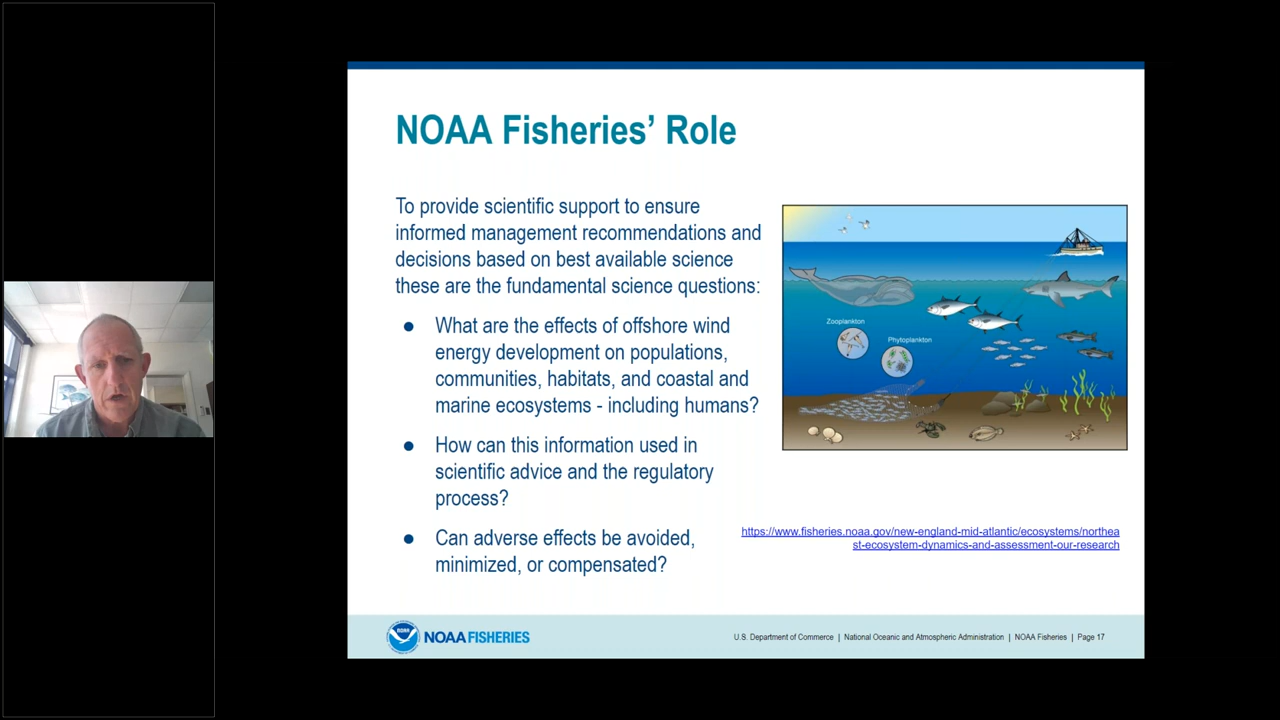 NOAA Fisheries’ Role
To provide scientific support to ensure
informed management recommendations and
decisions based on best available science
these are the fundamental science questions:
● What are the effects of offshore wind
energy development on populations,
communities, habitats, and coastal and
marine ecosystems - including humans?
● How can this information used in
scientific advice and the regulatory
process?
● Can adverse effects be avoided,
minimized, or compensated?
Zooplankton
Phytoplankton
https://www.fisheries.noaa.gov/new-england-mid-atlantic/ecosystems/northea
st-ecosystem-dynamics-and-assessment-our-research
NOAA
NOAA FISHERIES
U.S. Department of Commerce | National Oceanic and Atmospheric Administration | NOAA Fisheries | Page 17